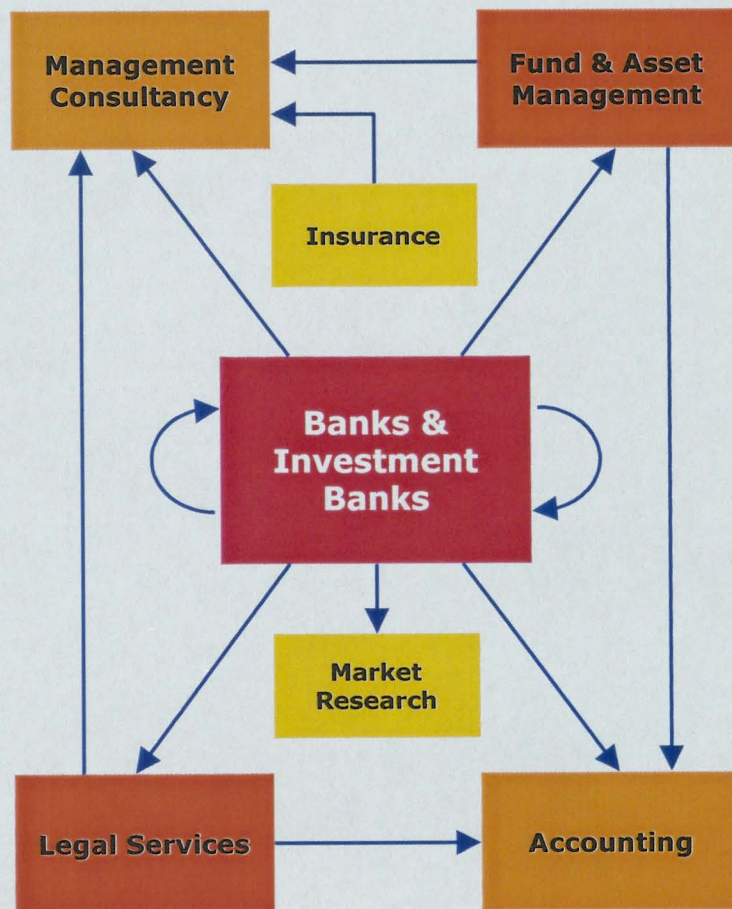 Management
Consultancy
Fund & Asset
Management
Insurance
Banks &
Investment
Banks
Market
Research
Legal Services
Accounting